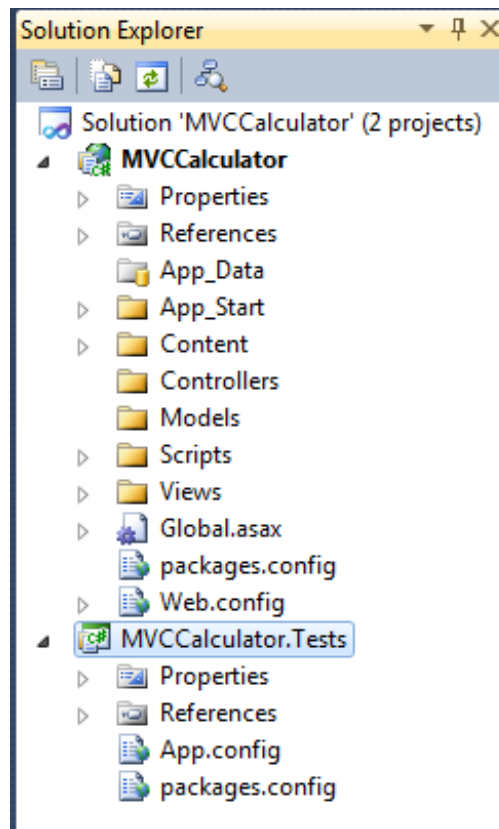 Solution Explorer
Solution 'MVCCalculator' (2 projects)
MVCCalculator
Properties
References
App_Data
App_Start
Content
Controllers
Models
Scripts
Views
Global.asax
packages.config
Web.config
MVCCalculator.Tests
Properties
References
App.config
packages.config